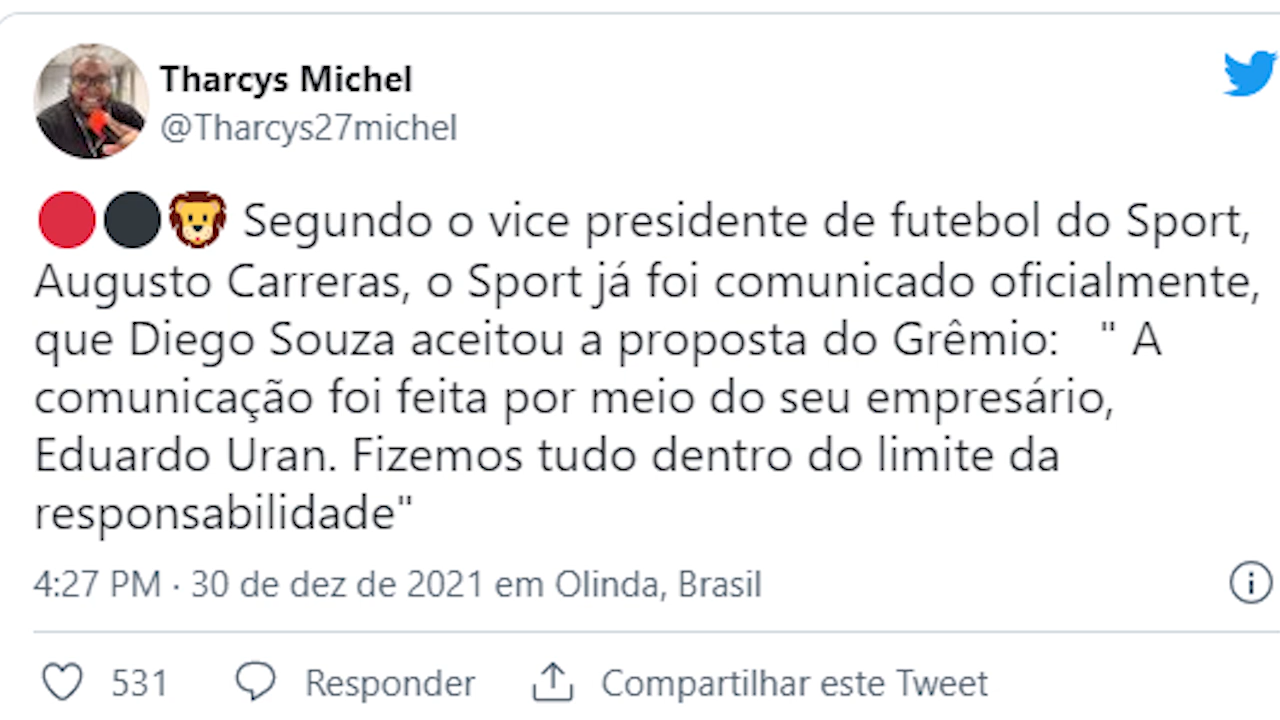 Tharcys Michel
@Tharcys27michel
🔴⚫🦁 Segundo o vice presidente de futebol do Sport,
Augusto Carreras, o Sport já foi comunicado oficialmente,
que Diego Souza aceitou a proposta do Grêmio:   " A
comunicação foi feita por meio do seu empresário,
Eduardo Uran. Fizemos tudo dentro do limite da
responsabilidade"
4:27 PM · 30 de dez de 2021 em Olinda, Brasil
531 Responder Compartilhar este Tweet